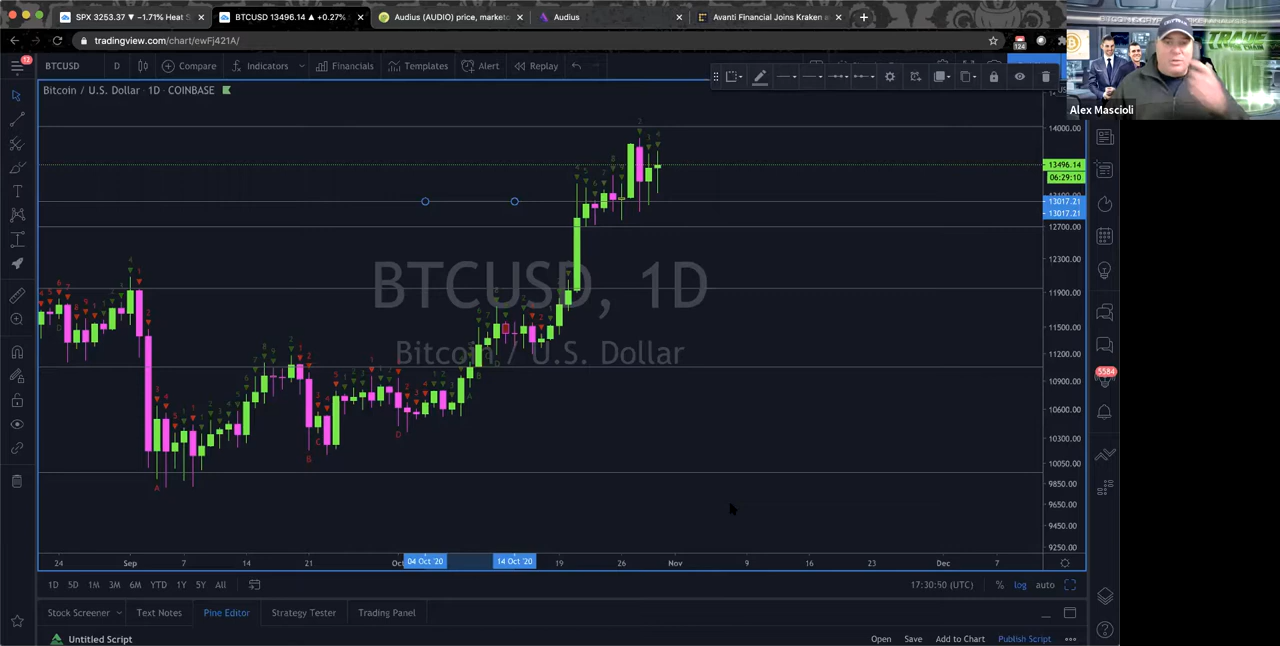 SPX 3253.37 ▼ −1.71% Heat S
BTCUSD 13496.14 ▲ +0.27%
Audius (AUDIO) price, marketc
Audius
Avanti Financial Joins Kraken a
tradingview.com/chart/ewFj421A/
124
12
BTCUSD
D
Compare
Indicators
Financials
Alert
Replay
Alex Mascioli
Bitcoin / U.S. Dollar · 1D · COINBASE
14000.00
13496.14
06:29:10
13017.21
13017.21
12700.00
12300.00
11900.00
11500.00
11200.00
10900.00
10600.00
10300.00
10050.00
9850.00
9650.00
9450.00
9250.00
BTCUSD, 1D
Bitcoin / U.S. Dollar
5584
24 Sep 7 14 21 Oct 04 Oct '20 14 Oct '20 19 26 Nov 9 16 23 Dec 7
1D 5D 1M 3M 6M YTD 1Y 5Y All
17:30:50 (UTC) % log auto
Stock Screener Text Notes Pine Editor Strategy Tester Trading Panel
Untitled Script
Open Save Add to Chart Publish Script